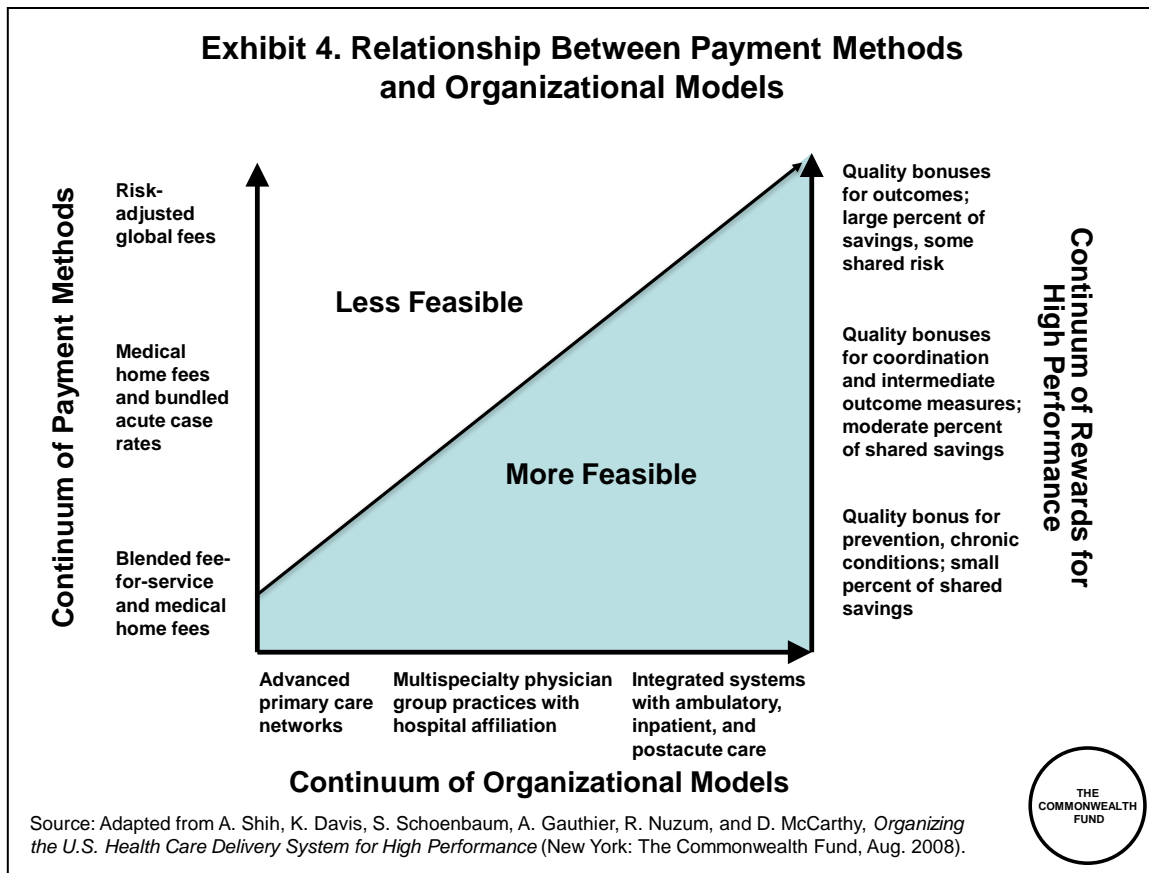 Exhibit 4. Relationship Between Payment Methods
and Organizational Models
Continuum of Payment Methods
Risk-
adjusted
global fees
Medical
home fees
and bundled
acute case
rates
Blended fee-
for-service
and medical
home fees
Less Feasible
More Feasible
Quality bonuses
for outcomes;
large percent of
savings, some
shared risk
Quality bonuses
for coordination
and intermediate
outcome measures;
moderate percent
of shared savings
Quality bonus for
prevention, chronic
conditions; small
percent of shared
savings
Continuum of Rewards for
High Performance
Advanced
primary care
networks
Multispecialty physician
group practices with
hospital affiliation
Integrated systems
with ambulatory,
inpatient, and
postacute care
Continuum of Organizational Models
Source: Adapted from A. Shih, K. Davis, S. Schoenbaum, A. Gauthier, R. Nuzum, and D. McCarthy, Organizing
the U.S. Health Care Delivery System for High Performance (New York: The Commonwealth Fund, Aug. 2008).
THE
COMMONWEALTH
FUND